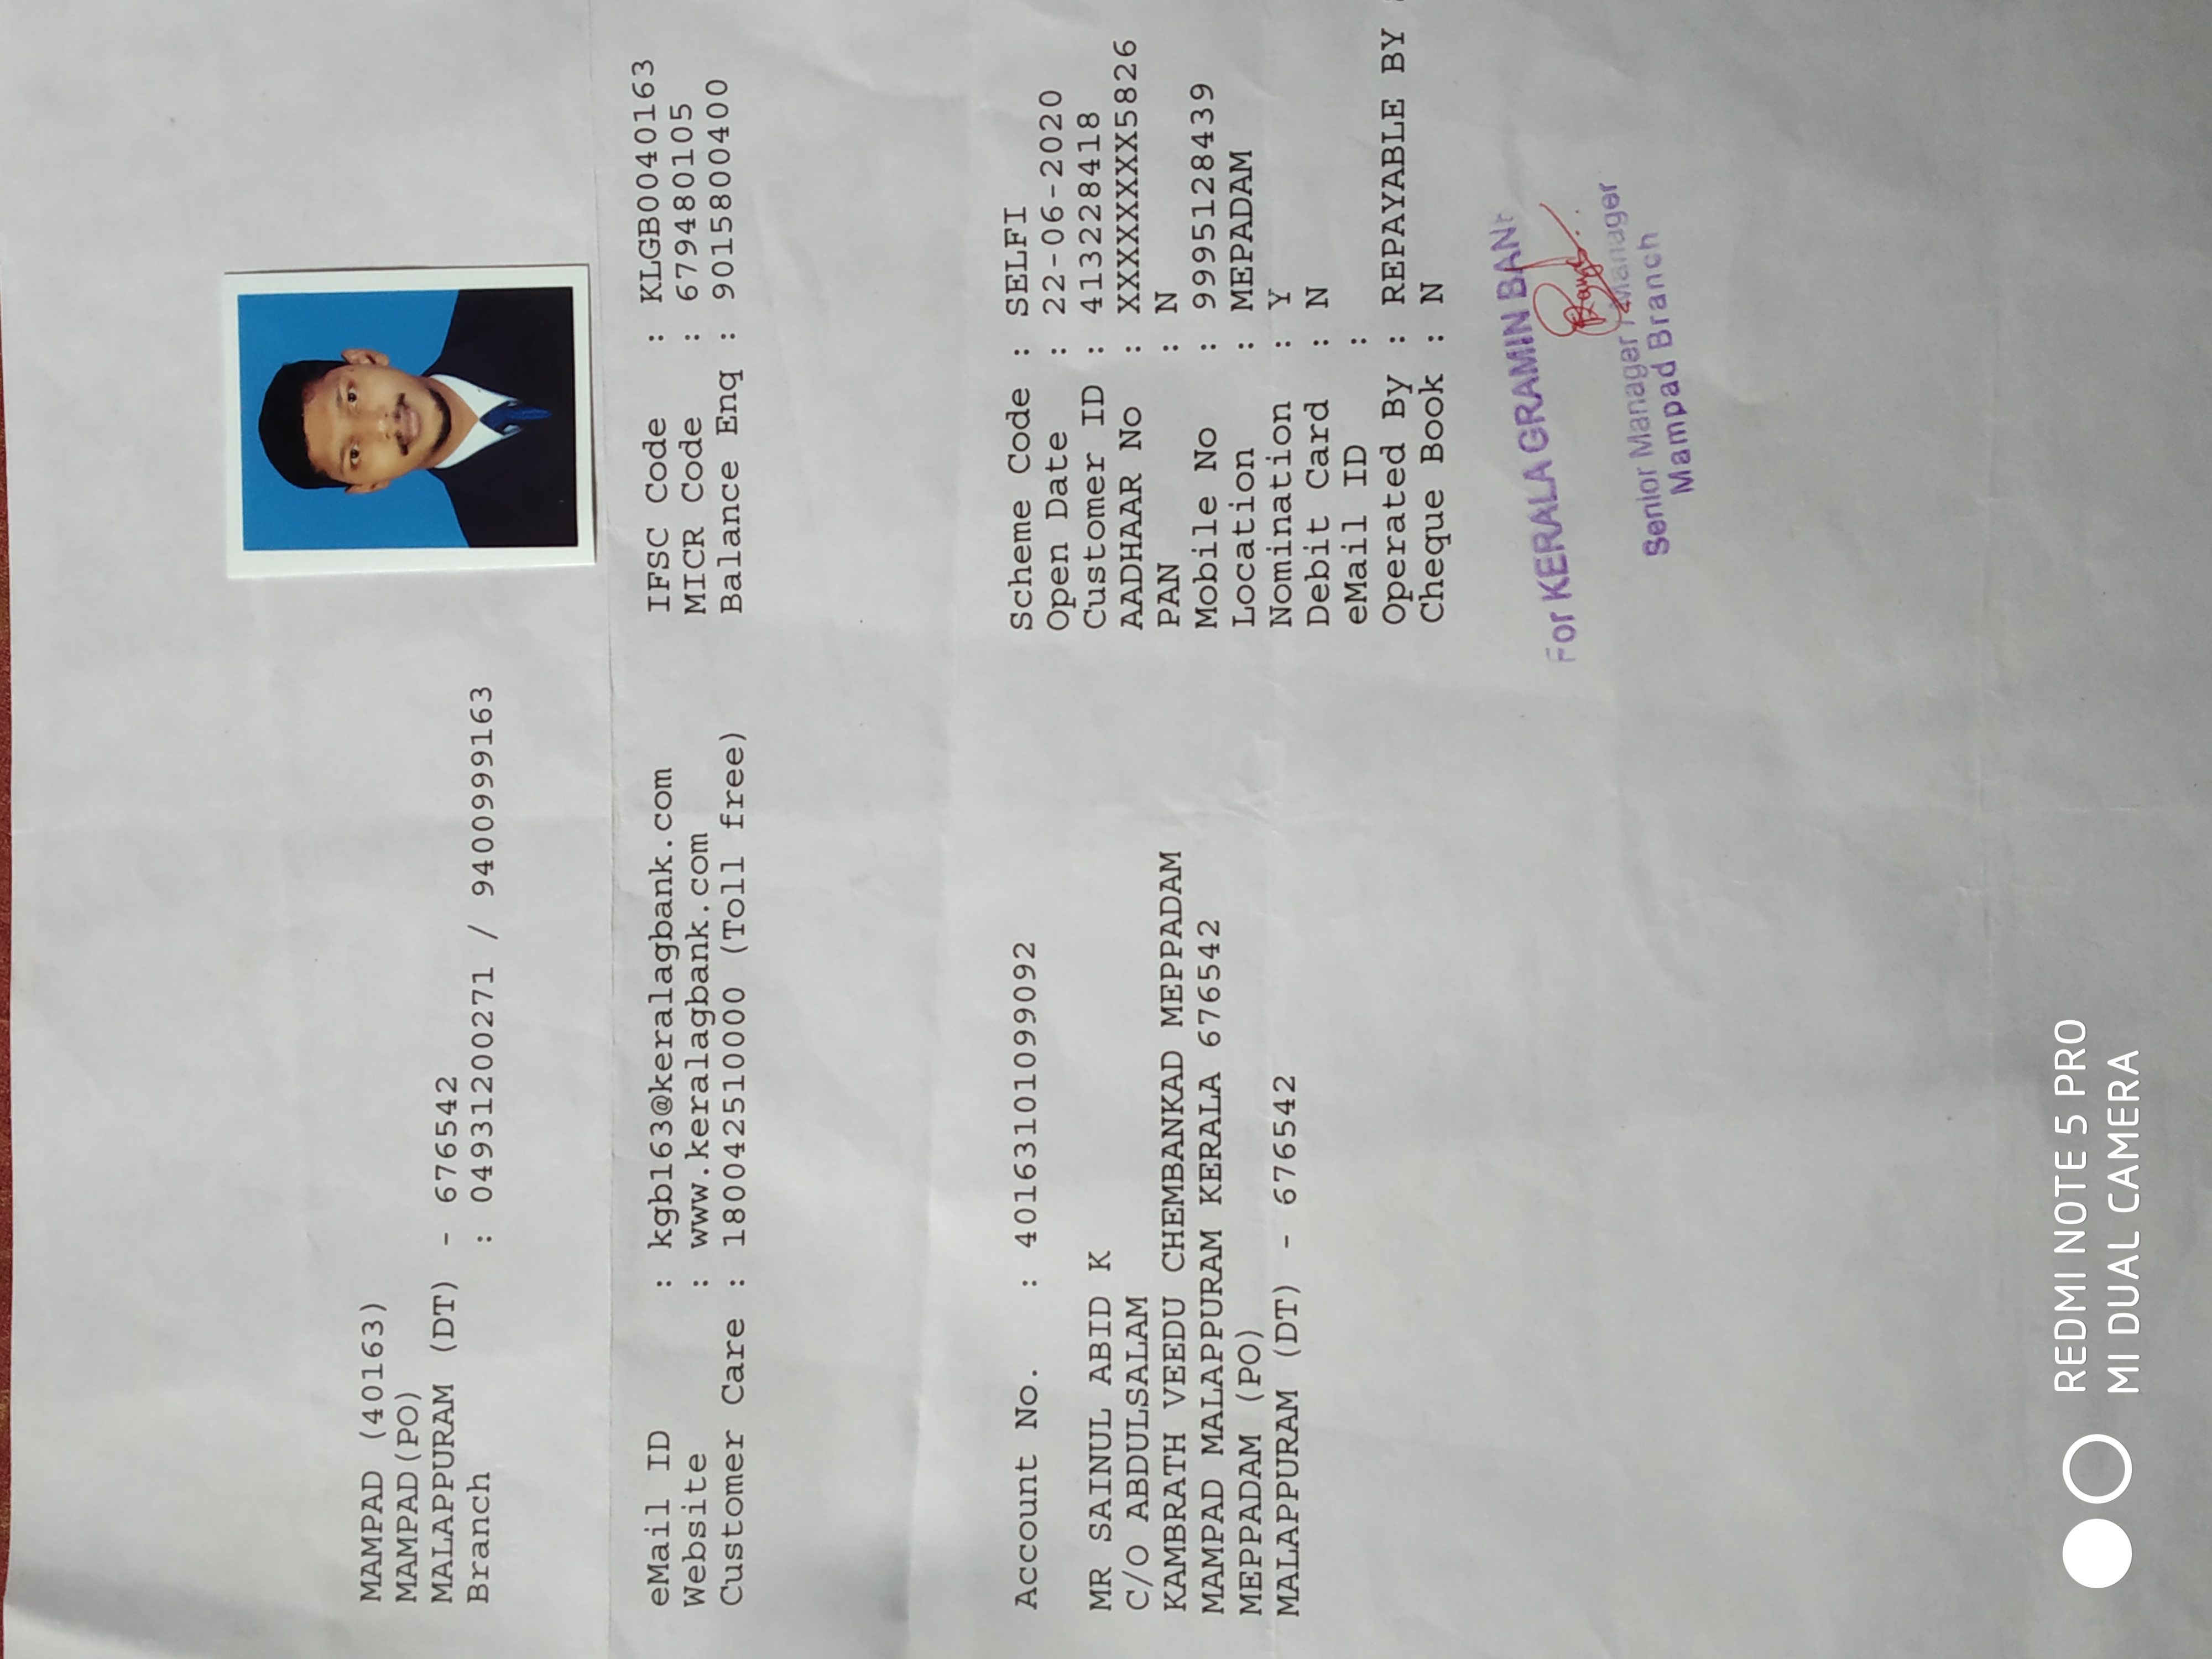 MAMPAD (40163)
MAMPAD(PO)
MALAPPURAM (DT) - 676542
Branch : 04931200271 / 9400999163
eMail ID : kgb163@keralagbank.com
Website : www.keralagbank.com
Customer Care : 180042510000 (Toll free)
IFSC Code : KLGB0040163
MICR Code : 679480105
Balance Enq : 9015800400
Account No. : 40163101099092
MR SAINUL ABID K
C/O ABDULSALAM
KAMBRATH VEEDU CHEMBANKAD MEPPADAM
MAMPAD MALAPPURAM KERALA 676542
MEPPADAM (PO)
MALAPPURAM (DT) - 676542
Scheme Code : SELFI
Open Date : 22-06-2020
Customer ID : 413228418
AADHAAR No : XXXXXXXX5826
PAN : N
Mobile No : 9995128439
Location : MEPADAM
Nomination : Y
Debit Card : N
eMail ID :
Operated By : REPAYABLE BY
Cheque Book : N
For KERALA GRAMIN BANK
Senior Manager / Manager
Mampad Branch
REDMI NOTE 5 PRO
MI DUAL CAMERA